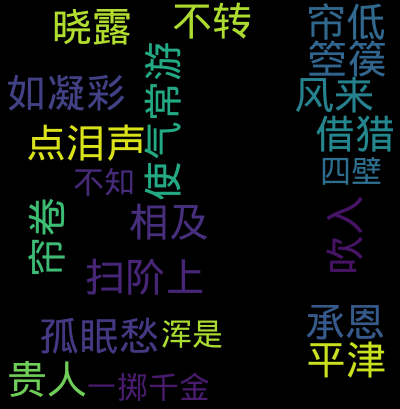 晓露
不转
帘低
箜篌
如凝彩
使气常游
风来
点泪声
借猎
不知
四壁
帘卷
相及
吹人
扫阶上
孤眠愁
浑是
承恩
平津
贵人
一掷千金